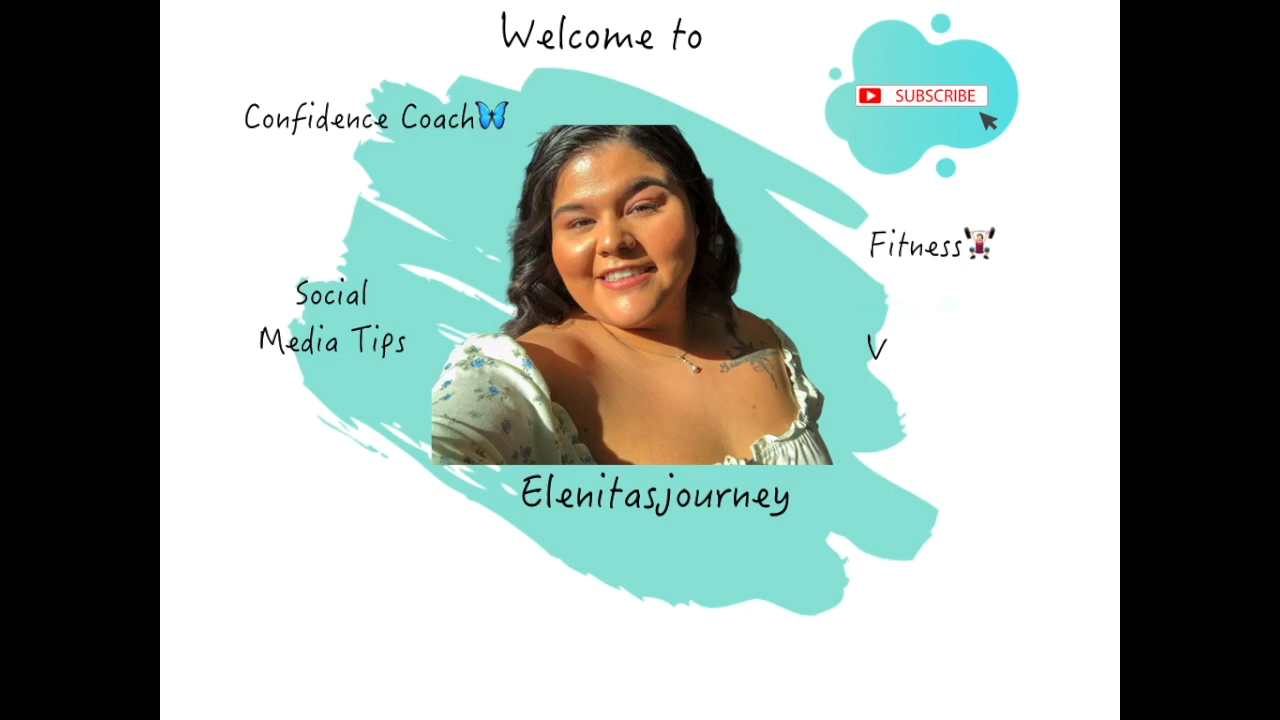 Welcome to
SUBSCRIBE
Confidence Coach🦋
Fitness🏋🏻‍♀️
Social
Media Tips
V
Elenitasjourney